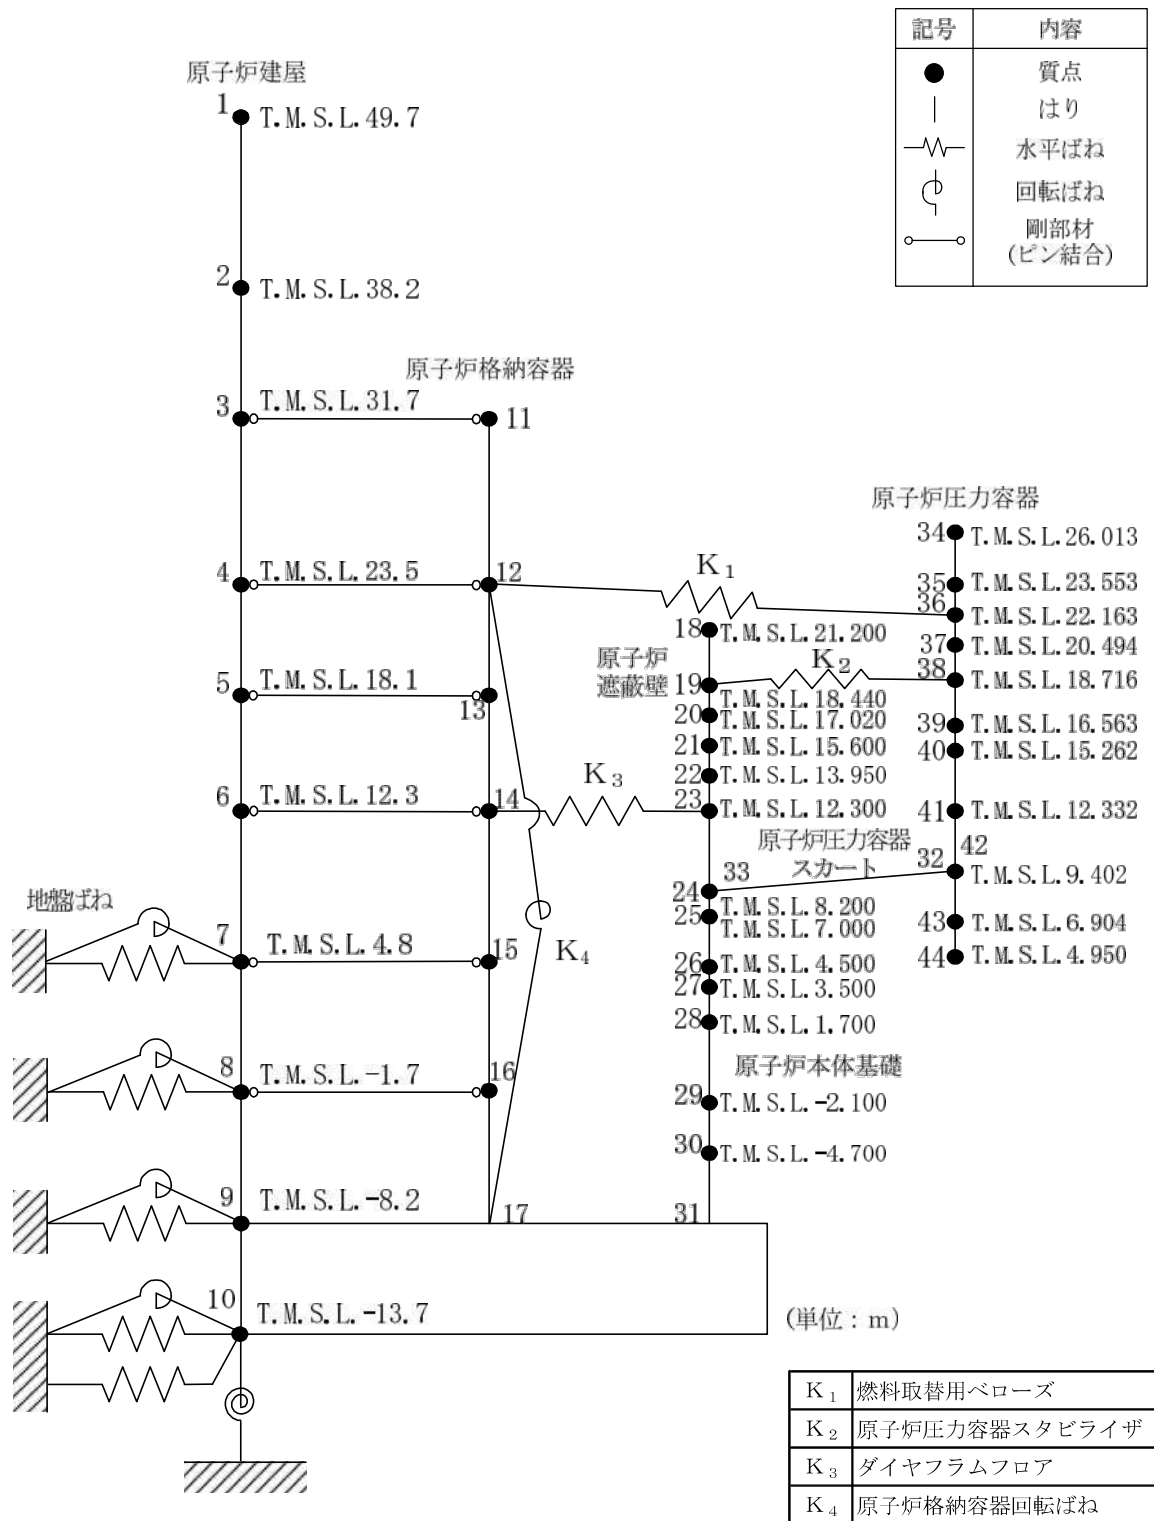 記号 内容
質点
はり
水平ばね
回転ばね
剛部材
(ピン結合)
原子炉建屋
1 T.M.S.L.49.7
2 T.M.S.L.38.2
原子炉格納容器
3 T.M.S.L.31.7 11
原子炉圧力容器
34 T.M.S.L.26.013
4 T.M.S.L.23.5 12 K₁ 35 T.M.S.L.23.553
36 T.M.S.L.22.163
18 T.M.S.L.21.200 37 T.M.S.L.20.494
原子炉
遮蔽壁
K₂
5 T.M.S.L.18.1 13 19 T.M.S.L.18.440 38 T.M.S.L.18.716
20 T.M.S.L.17.020 39 T.M.S.L.16.563
21 T.M.S.L.15.600 40 T.M.S.L.15.262
22 T.M.S.L.13.950
6 T.M.S.L.12.3 14 K₃ 23 T.M.S.L.12.300 41 T.M.S.L.12.332
原子炉圧力容器
スカート
33 32 42 T.M.S.L.9.402
24 T.M.S.L.8.200
25 T.M.S.L.7.000 43 T.M.S.L.6.904
地盤ばね
7 T.M.S.L.4.8 15 K₄ 26 T.M.S.L.4.500 44 T.M.S.L.4.950
27 T.M.S.L.3.500
28 T.M.S.L.1.700
原子炉本体基礎
8 T.M.S.L.-1.7 16 29 T.M.S.L.-2.100
30 T.M.S.L.-4.700
9 T.M.S.L.-8.2 17 31
10 T.M.S.L.-13.7
(単位：m)
K₁ 燃料取替用ベローズ
K₂ 原子炉圧力容器スタビライザ
K₃ ダイヤフラムフロア
K₄ 原子炉格納容器回転ばね